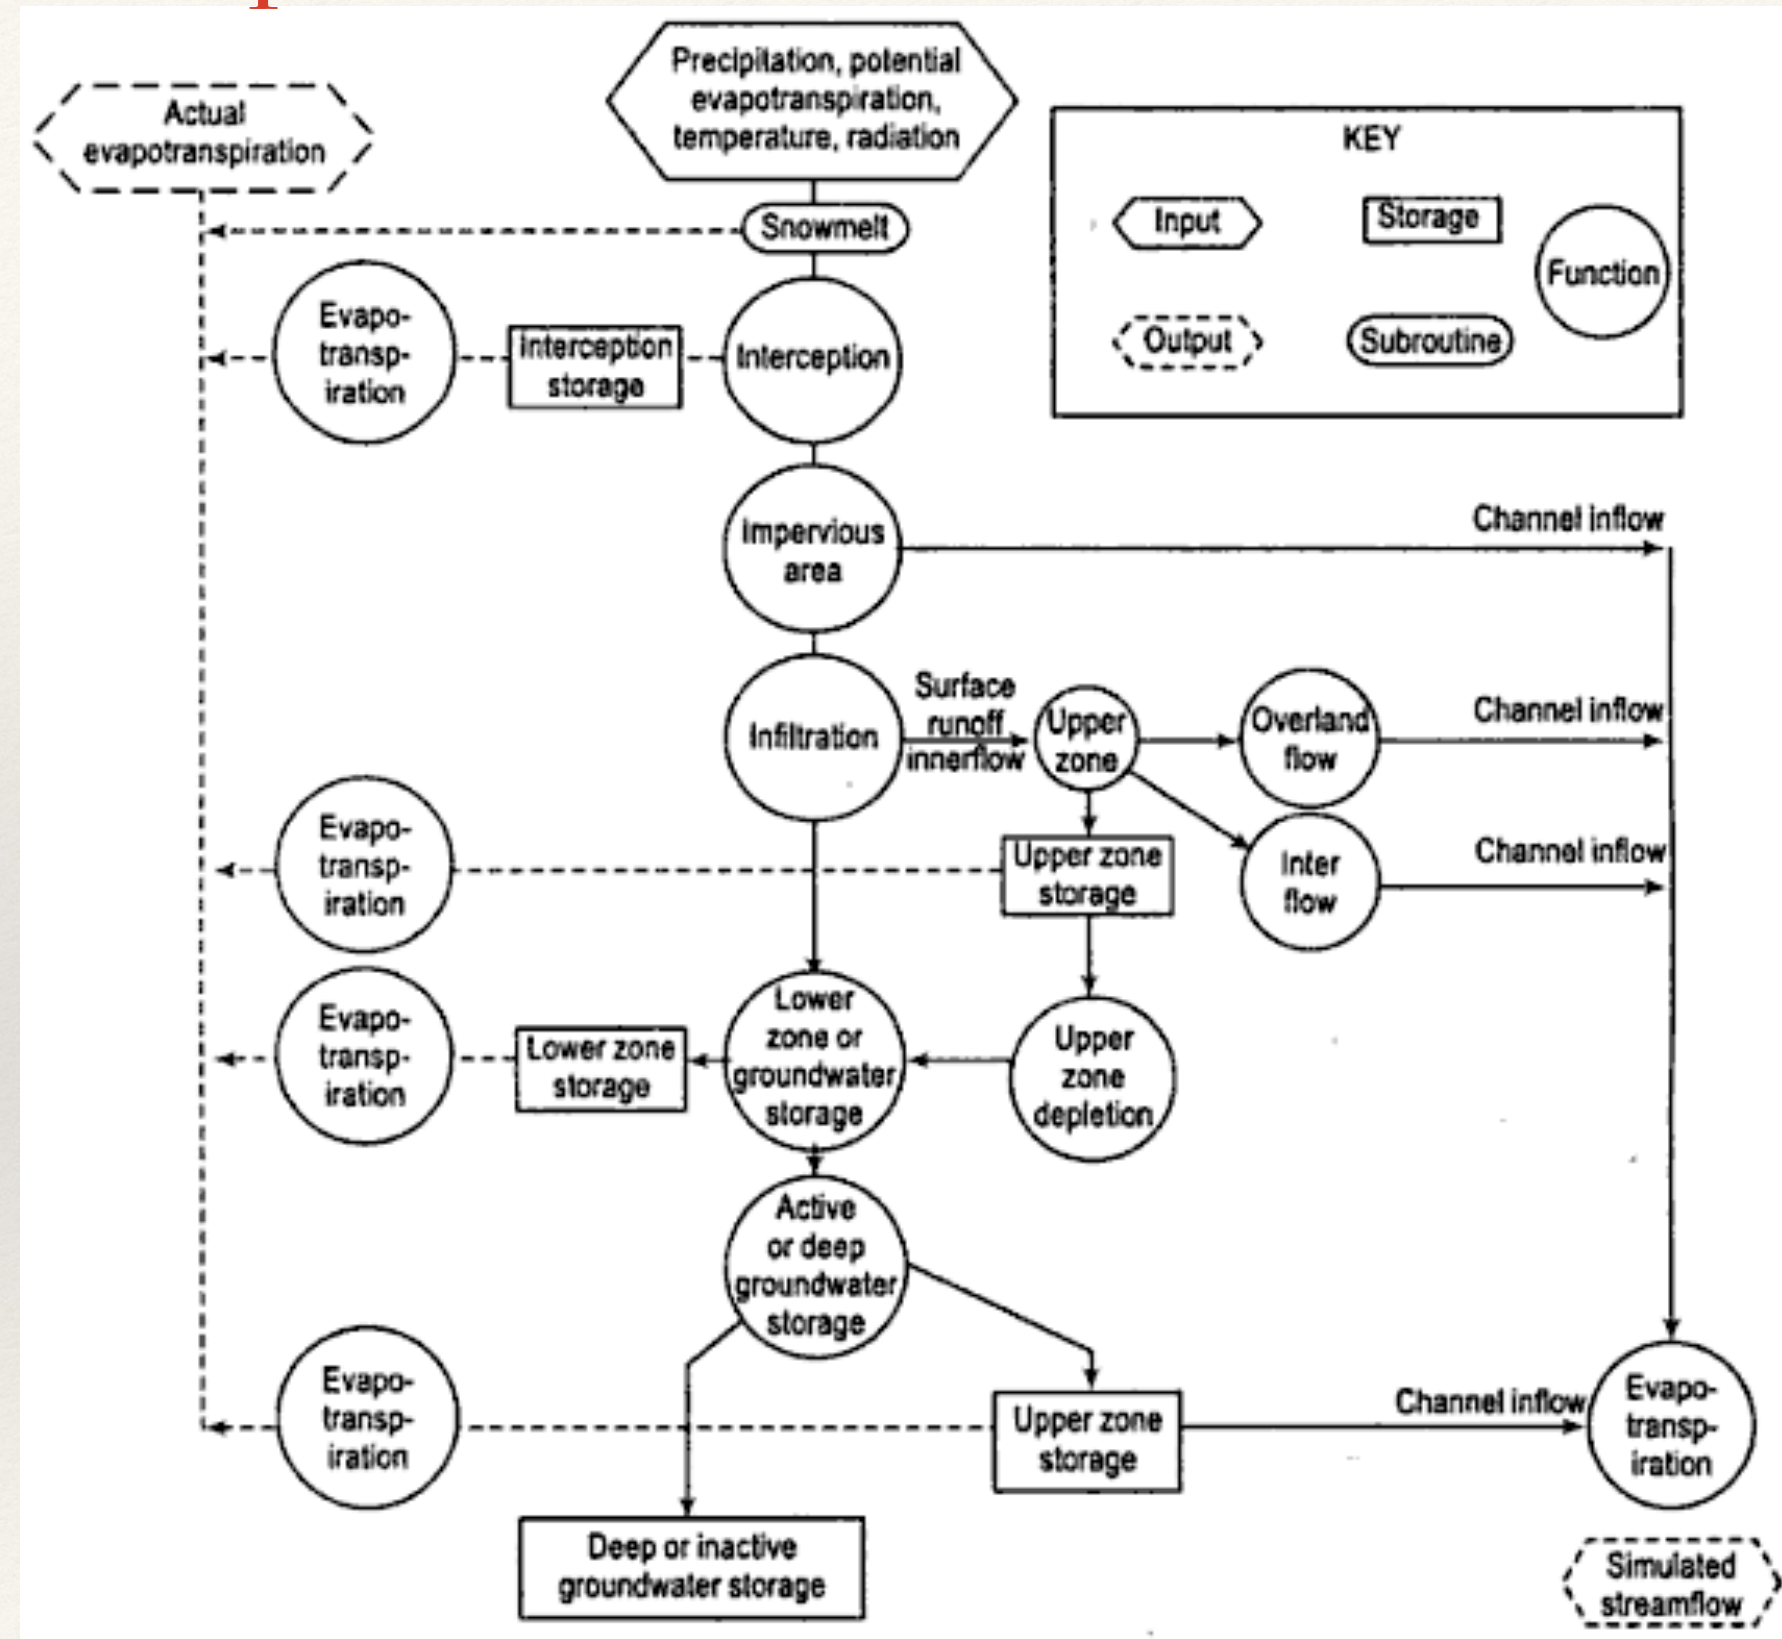 Precipitation, potential
evapotranspiration,
temperature, radiation
Actual
evapotranspiration
KEY
Input
Storage
Function
Output
Subroutine
Snowmelt
Evapo-
transp-
iration
Interception
storage
Interception
Impervious
area
Channel inflow
Infiltration
Surface
runoff
innerflow
Upper
zone
Overland
flow
Channel inflow
Evapo-
transp-
iration
Upper zone
storage
Inter
flow
Channel inflow
Evapo-
transp-
iration
Lower zone
storage
Lower
zone or
groundwater
storage
Upper
zone
depletion
Active
or deep
groundwater
storage
Evapo-
transp-
iration
Upper zone
storage
Channel inflow
Evapo-
transp-
iration
Deep or inactive
groundwater storage
Simulated
streamflow